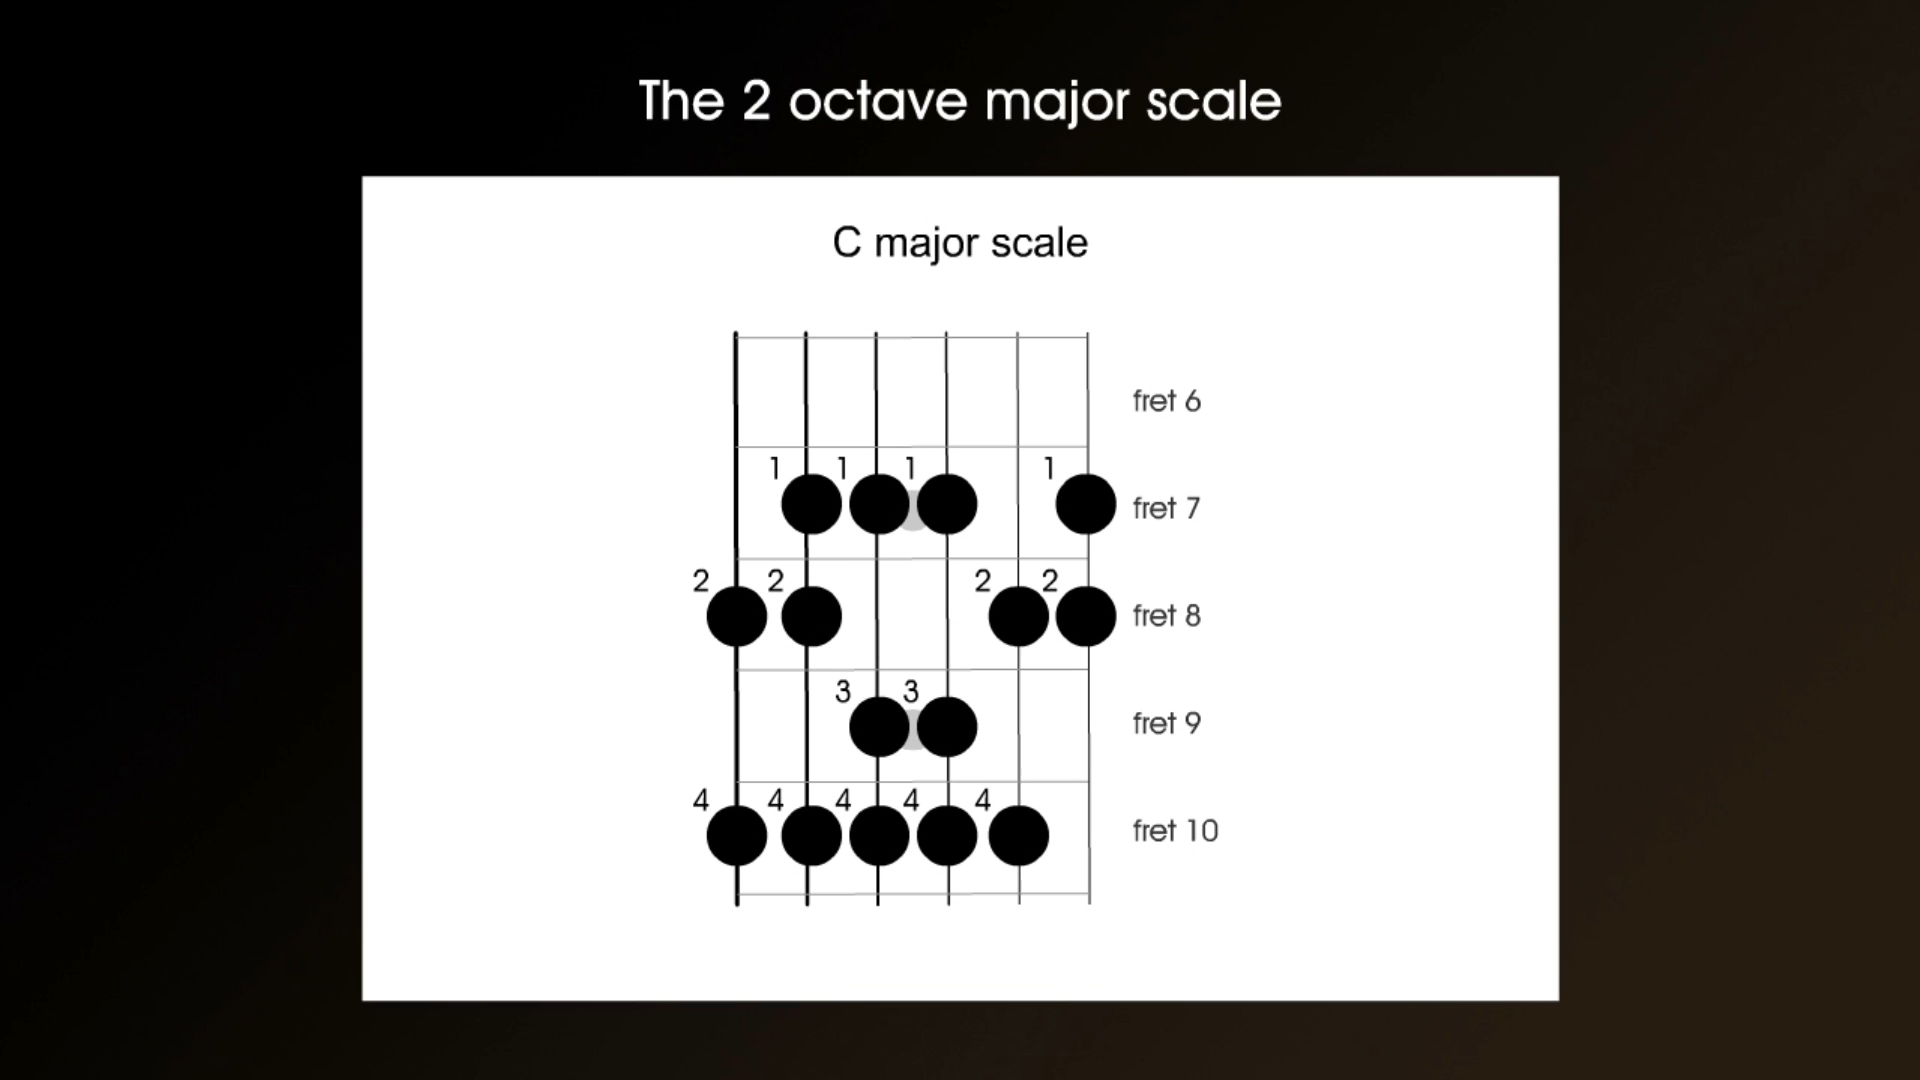 The 2 octave major scale
C major scale
fret 6
1 1 1 1 fret 7
2 2 2 2 fret 8
3 3 fret 9
4 4 4 4 4 fret 10